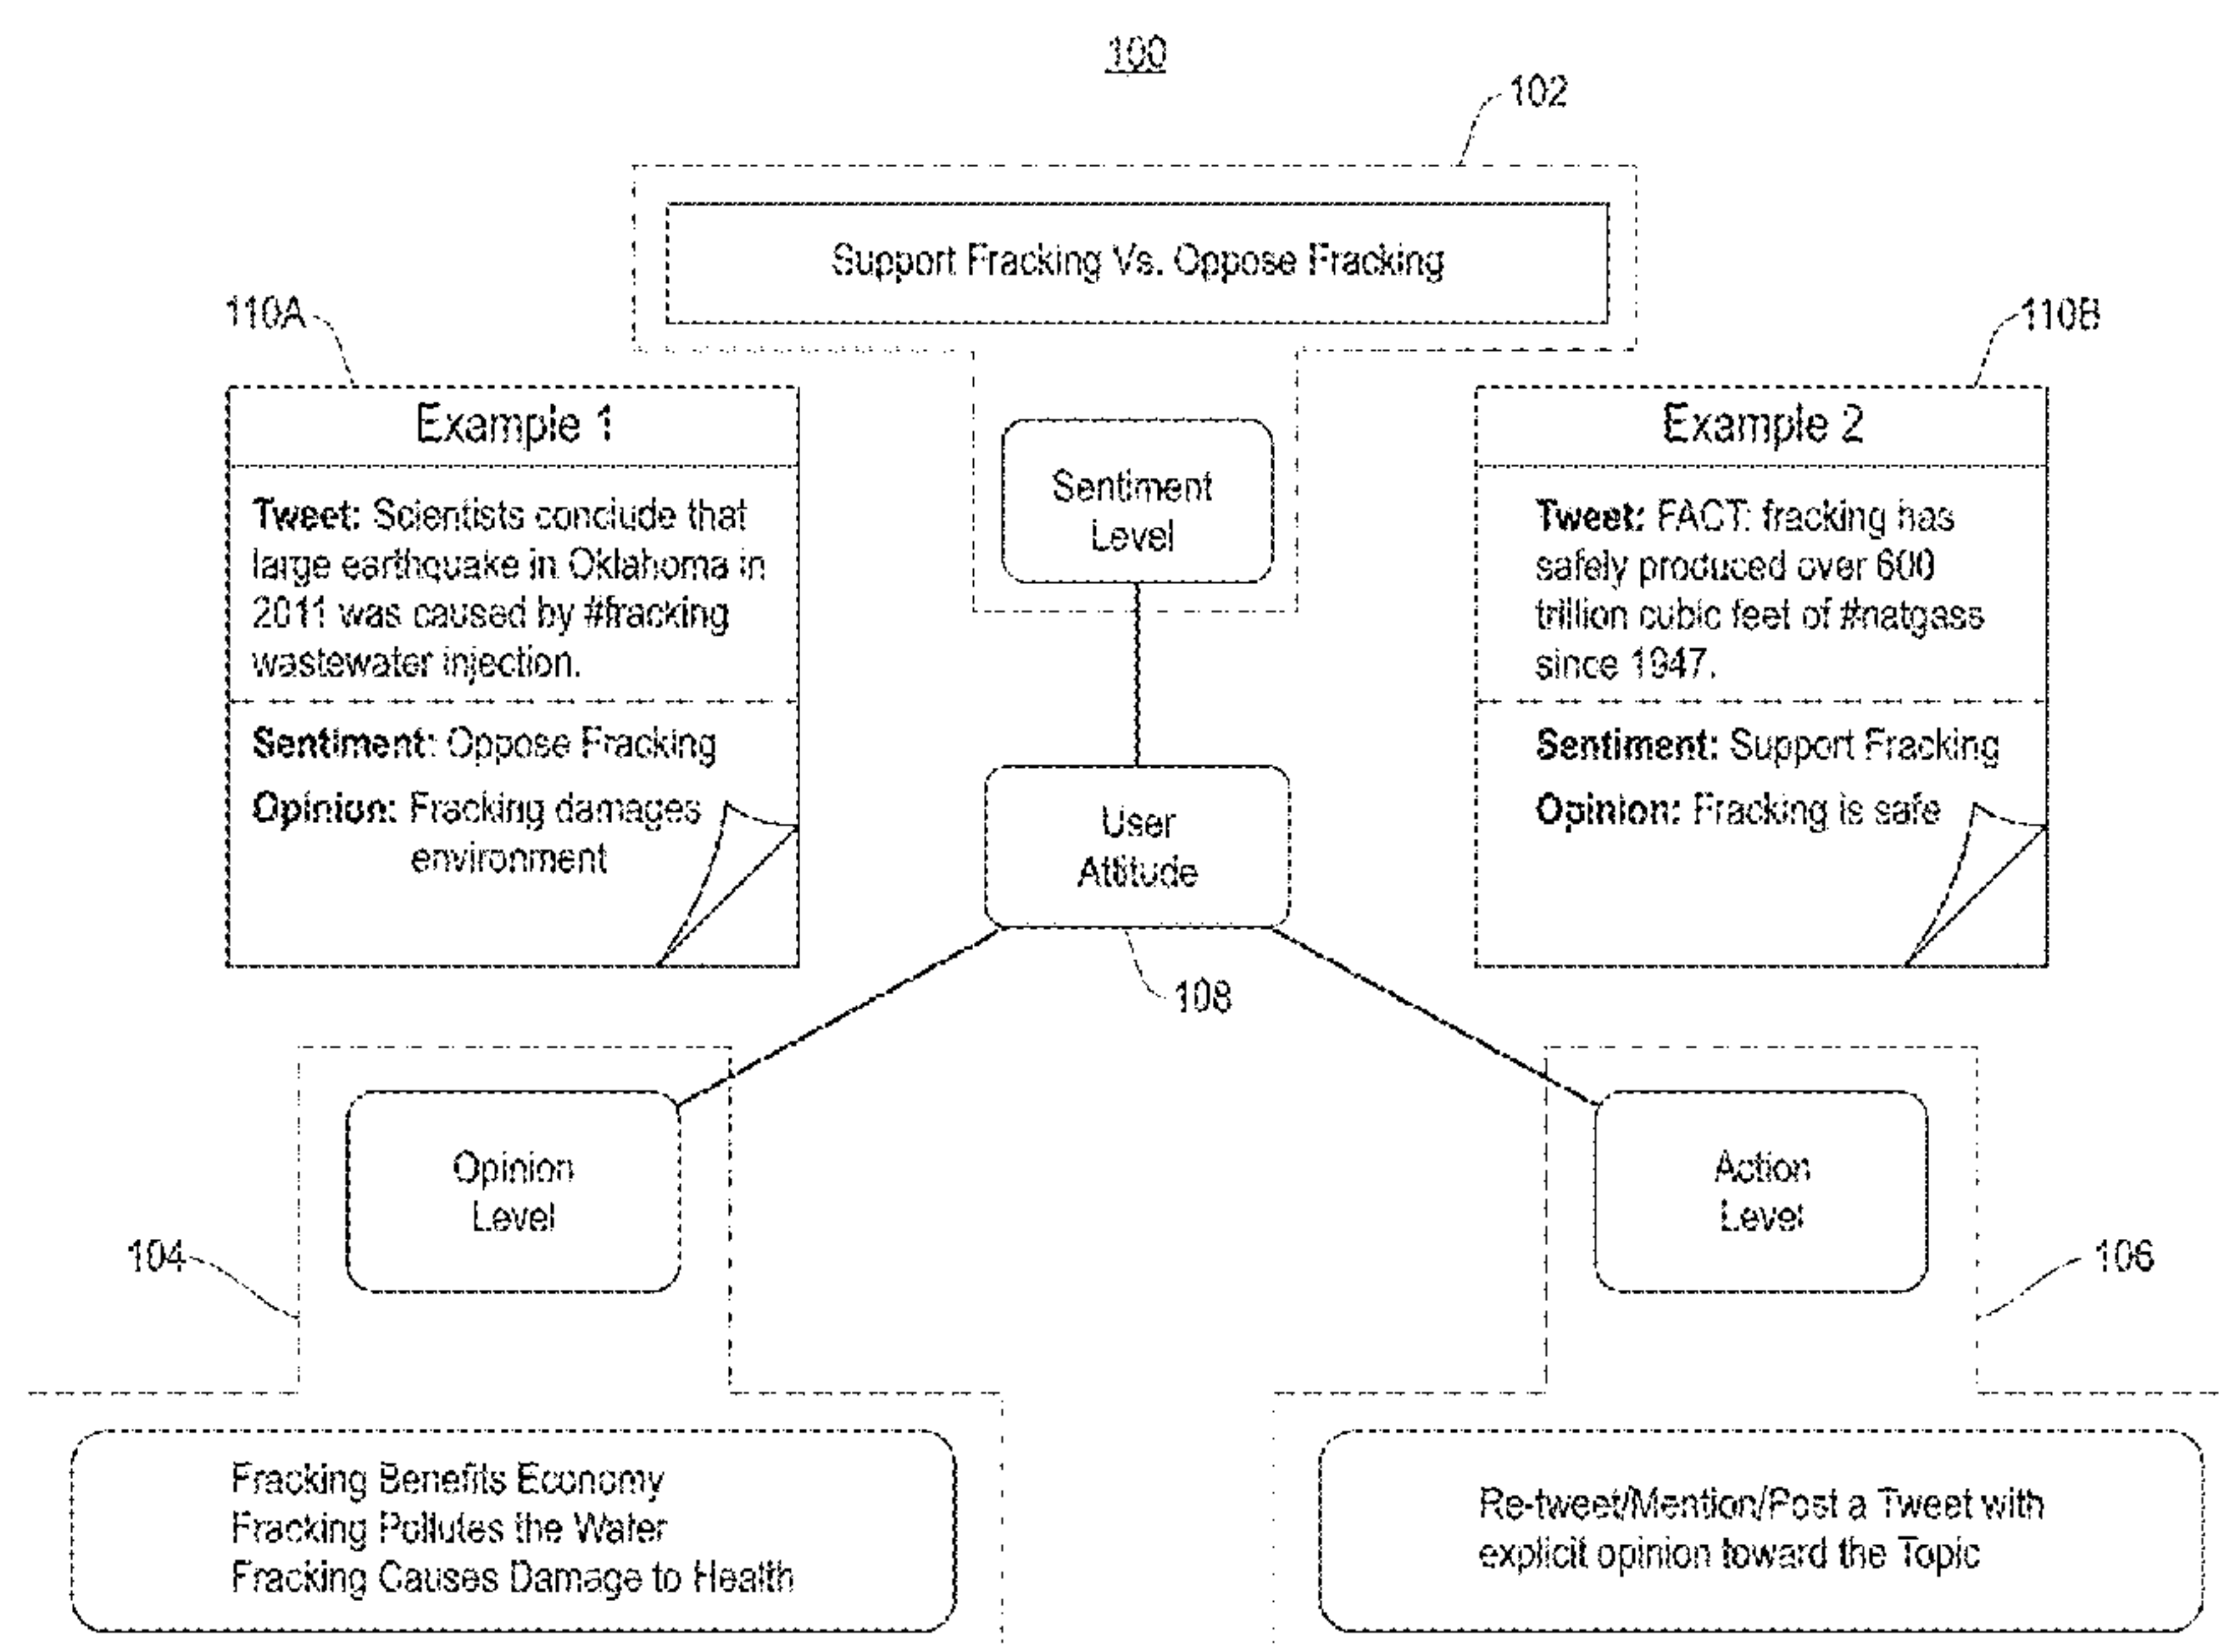 100
102
Support Fracking Vs. Oppose Fracking
110A
110B
Example 1
Tweet: Scientists conclude that
large earthquake in Oklahoma in
2011 was caused by #fracking
wastewater injection.
Sentiment: Oppose Fracking
Opinion: Fracking damages
environment
Sentiment
Level
Example 2
Tweet: FACT: fracking has
safely produced over 600
trillion cubic feet of #natgass
since 1947.
Sentiment: Support Fracking
Opinion: Fracking is safe
User
Attitude
108
Opinion
Level
104
Action
Level
106
Fracking Benefits Economy
Fracking Pollutes the Water
Fracking Causes Damage to Health
Re-tweet/Mention/Post a Tweet with
explicit opinion toward the Topic